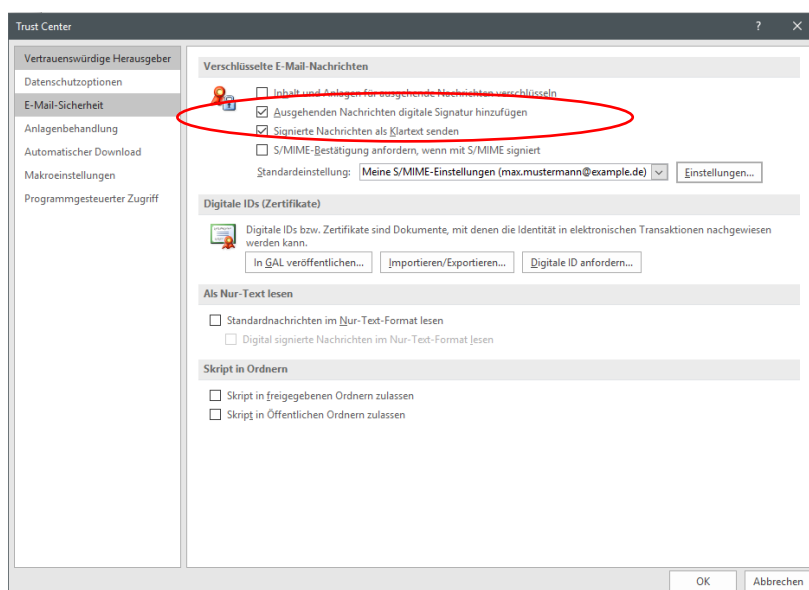 Trust Center
Vertrauenswürdige Herausgeber
Datenschutzoptionen
E-Mail-Sicherheit
Anlagenbehandlung
Automatischer Download
Makroeinstellungen
Programmgesteuerter Zugriff
Verschlüsselte E-Mail-Nachrichten
Inhalt und Anlagen für ausgehende Nachrichten verschlüsseln
Ausgehenden Nachrichten digitale Signatur hinzufügen
Signierte Nachrichten als Klartext senden
S/MIME-Bestätigung anfordern, wenn mit S/MIME signiert
Standardeinstellung: Meine S/MIME-Einstellungen (max.mustermann@example.de) Einstellungen...
Digitale IDs (Zertifikate)
Digitale IDs bzw. Zertifikate sind Dokumente, mit denen die Identität in elektronischen Transaktionen nachgewiesen
werden kann.
In GAL veröffentlichen... Importieren/Exportieren... Digitale ID anfordern...
Als Nur-Text lesen
Standardnachrichten im Nur-Text-Format lesen
Digital signierte Nachrichten im Nur-Text-Format lesen
Skript in Ordnern
Skript in freigegebenen Ordnern zulassen
Skript in Öffentlichen Ordnern zulassen
OK Abbrechen